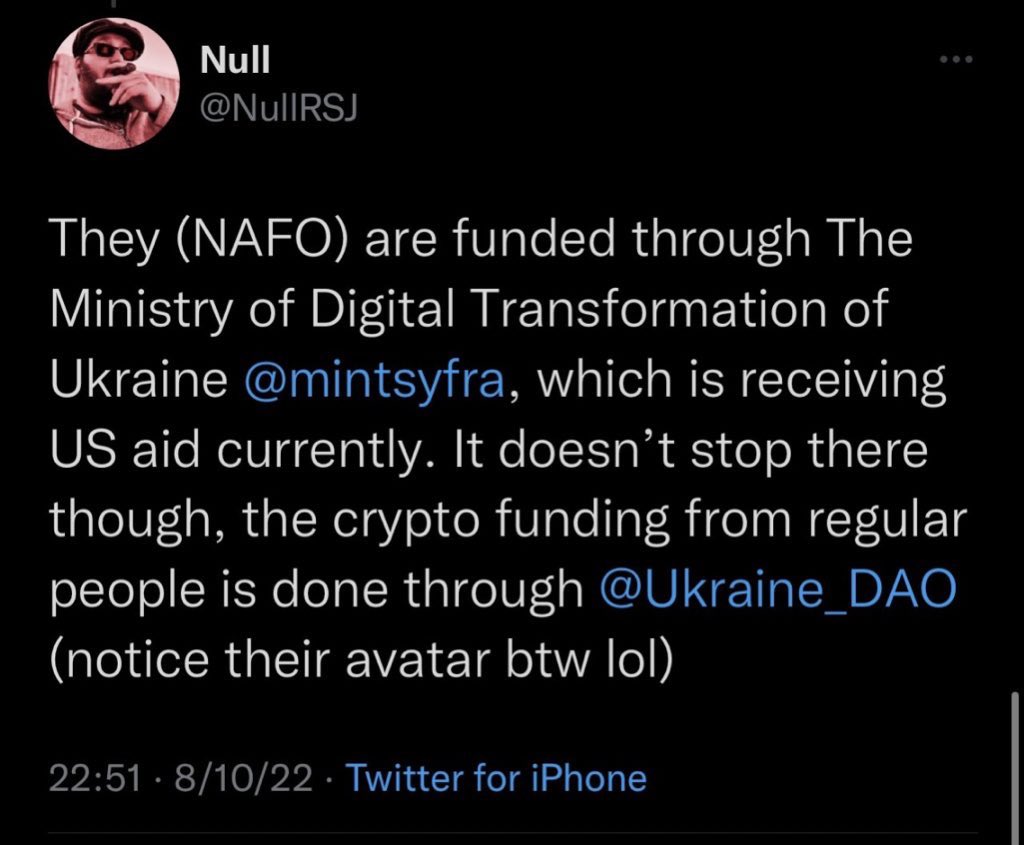 Null
@NullRSJ
They (NAFO) are funded through The
Ministry of Digital Transformation of
Ukraine @mintsyfra, which is receiving
US aid currently. It doesn’t stop there
though, the crypto funding from regular
people is done through @Ukraine_DAO
(notice their avatar btw lol)
22:51 · 8/10/22 · Twitter for iPhone